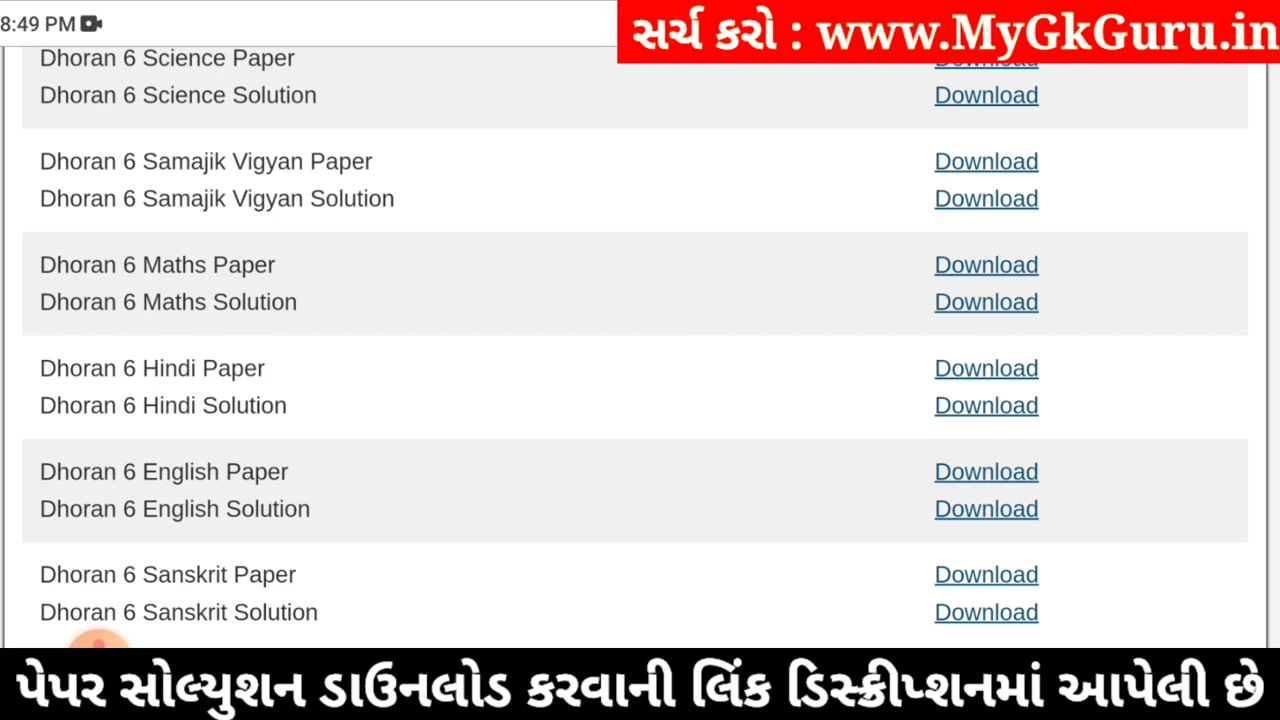 8:49 PM
સર્ચ કરો : www.MyGkGuru.in
Dhoran 6 Science Paper Download
Dhoran 6 Science Solution Download
Dhoran 6 Samajik Vigyan Paper Download
Dhoran 6 Samajik Vigyan Solution Download
Dhoran 6 Maths Paper Download
Dhoran 6 Maths Solution Download
Dhoran 6 Hindi Paper Download
Dhoran 6 Hindi Solution Download
Dhoran 6 English Paper Download
Dhoran 6 English Solution Download
Dhoran 6 Sanskrit Paper Download
Dhoran 6 Sanskrit Solution Download
પેપર સોલ્યુશન ડાઉનલોડ કરવાની લિંક ડિસ્ક્રીપ્શનમાં આપેલી છે